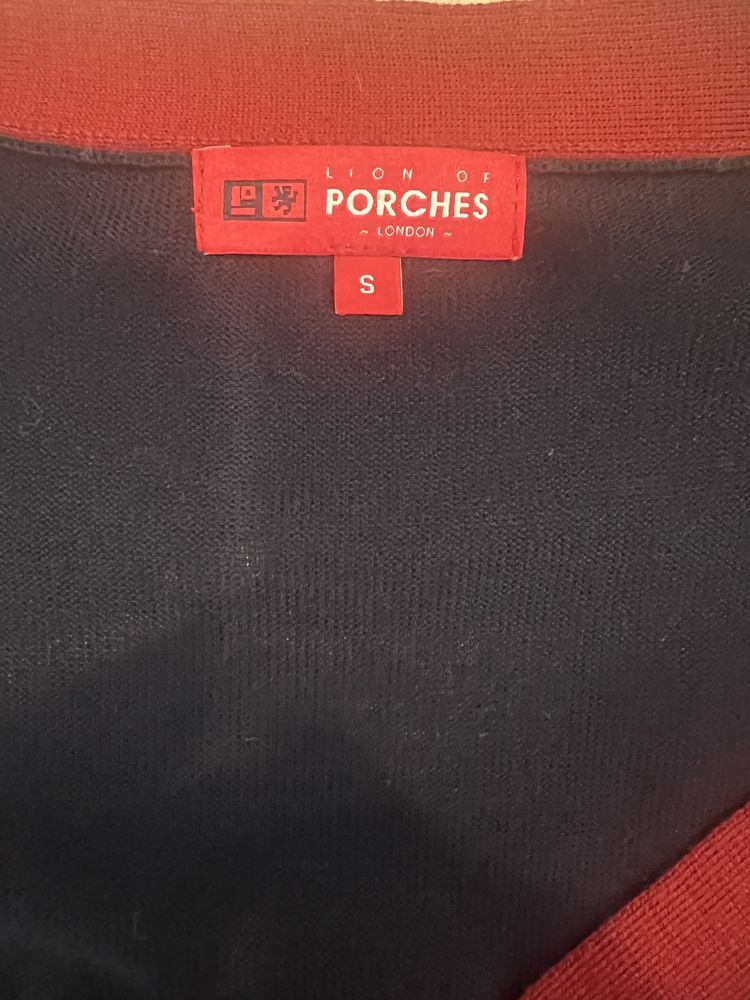 LION OF
PORCHES
~ LONDON ~
S